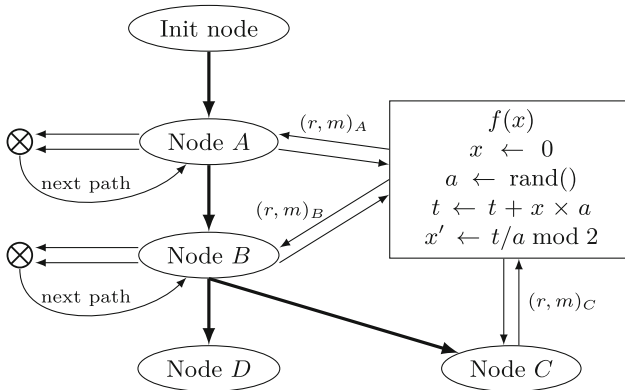 Init node
(r, m)_A
f(x)
x ← 0
a ← rand()
t ← t + x × a
x′ ← t/a mod 2
⊗
Node A
next path
(r, m)_B
⊗
Node B
next path
(r, m)_C
Node D
Node C